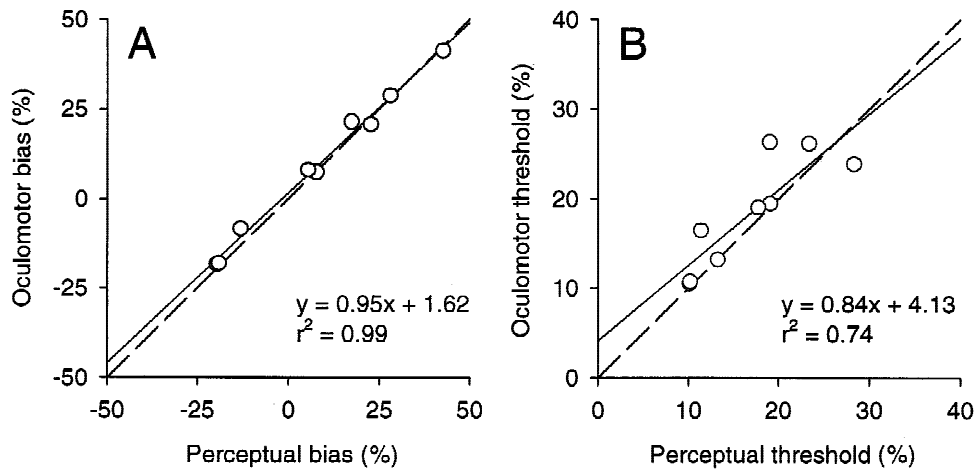 A
50
25
0
-25
-50
Oculomotor bias (%)
y = 0.95x + 1.62
r² = 0.99
-50 -25 0 25 50
Perceptual bias (%)
B
40
30
20
10
0
Oculomotor threshold (%)
y = 0.84x + 4.13
r² = 0.74
0 10 20 30 40
Perceptual threshold (%)